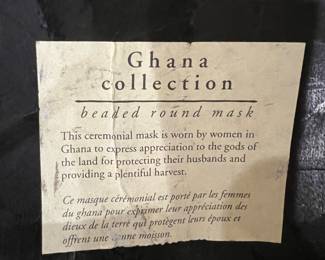 Ghana
collection
beaded round mask
This ceremonial mask is worn by women in
Ghana to express appreciation to the gods of
the land for protecting their husbands and
providing a plentiful harvest.
Ce masque cérémonial est porté par les femmes
du ghana pour exprimer leur appréciation des
dieux de la terre qui protègent leurs époux et
offrent une bonne moisson.